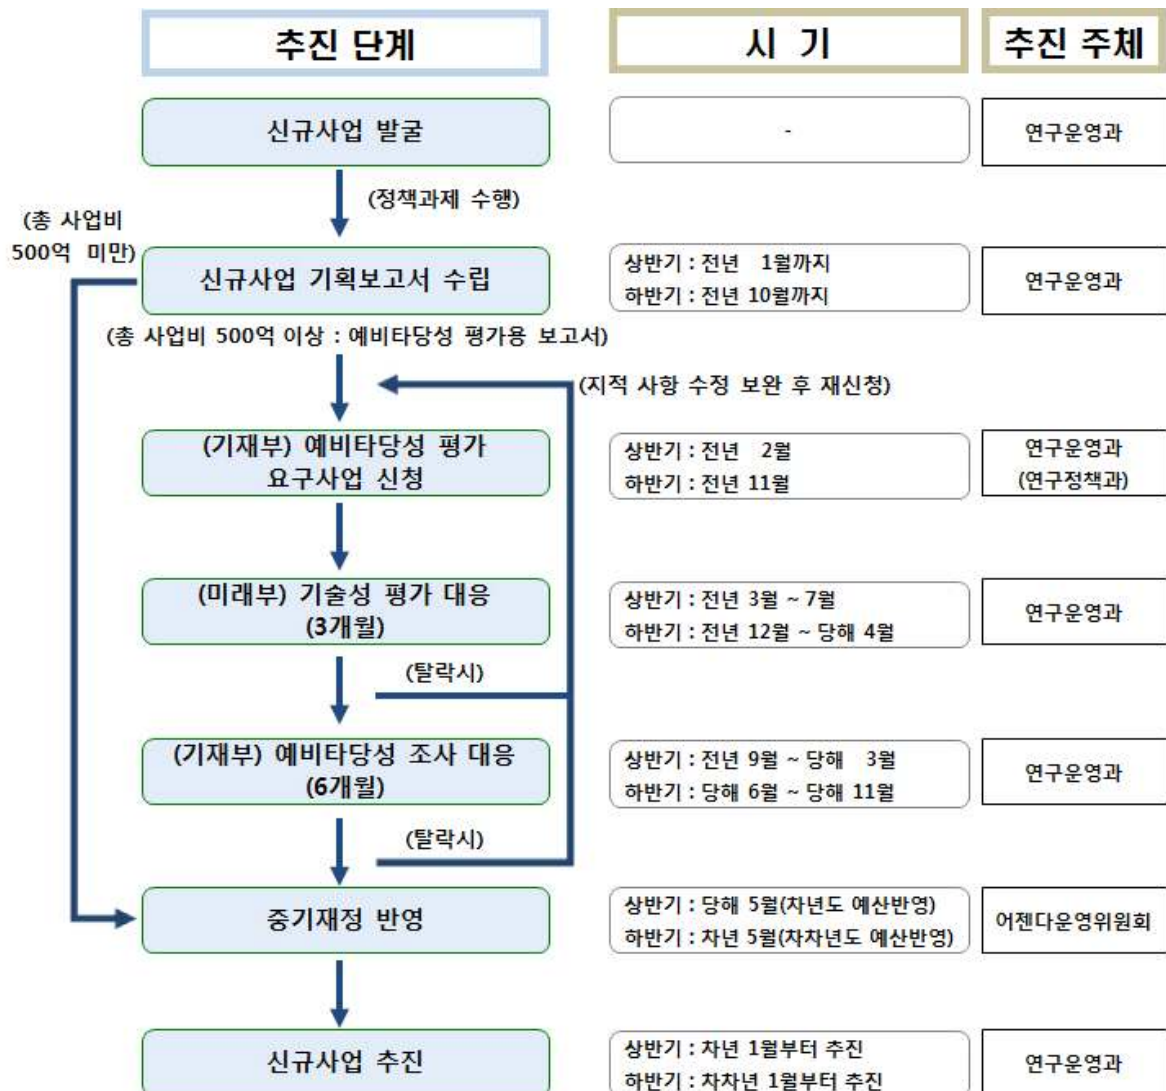 추진 단계
시 기
추진 주체
신규사업 발굴
-
연구운영과
(정책과제 수행)
(총 사업비
500억 미만)
신규사업 기획보고서 수립
상반기 : 전년 1월까지
하반기 : 전년 10월까지
연구운영과
(총 사업비 500억 이상 : 예비타당성 평가용 보고서)
(지적 사항 수정 보완 후 재신청)
(기재부) 예비타당성 평가
요구사업 신청
상반기 : 전년 2월
하반기 : 전년 11월
연구운영과
(연구정책과)
(미래부) 기술성 평가 대응
(3개월)
상반기 : 전년 3월 ~ 7월
하반기 : 전년 12월 ~ 당해 4월
연구운영과
(탈락시)
(기재부) 예비타당성 조사 대응
(6개월)
상반기 : 전년 9월 ~ 당해 3월
하반기 : 당해 6월 ~ 당해 11월
연구운영과
(탈락시)
중기재정 반영
상반기 : 당해 5월(차년도 예산반영)
하반기 : 차년 5월(차차년도 예산반영)
어젠다운영위원회
신규사업 추진
상반기 : 차년 1월부터 추진
하반기 : 차차년 1월부터 추진
연구운영과